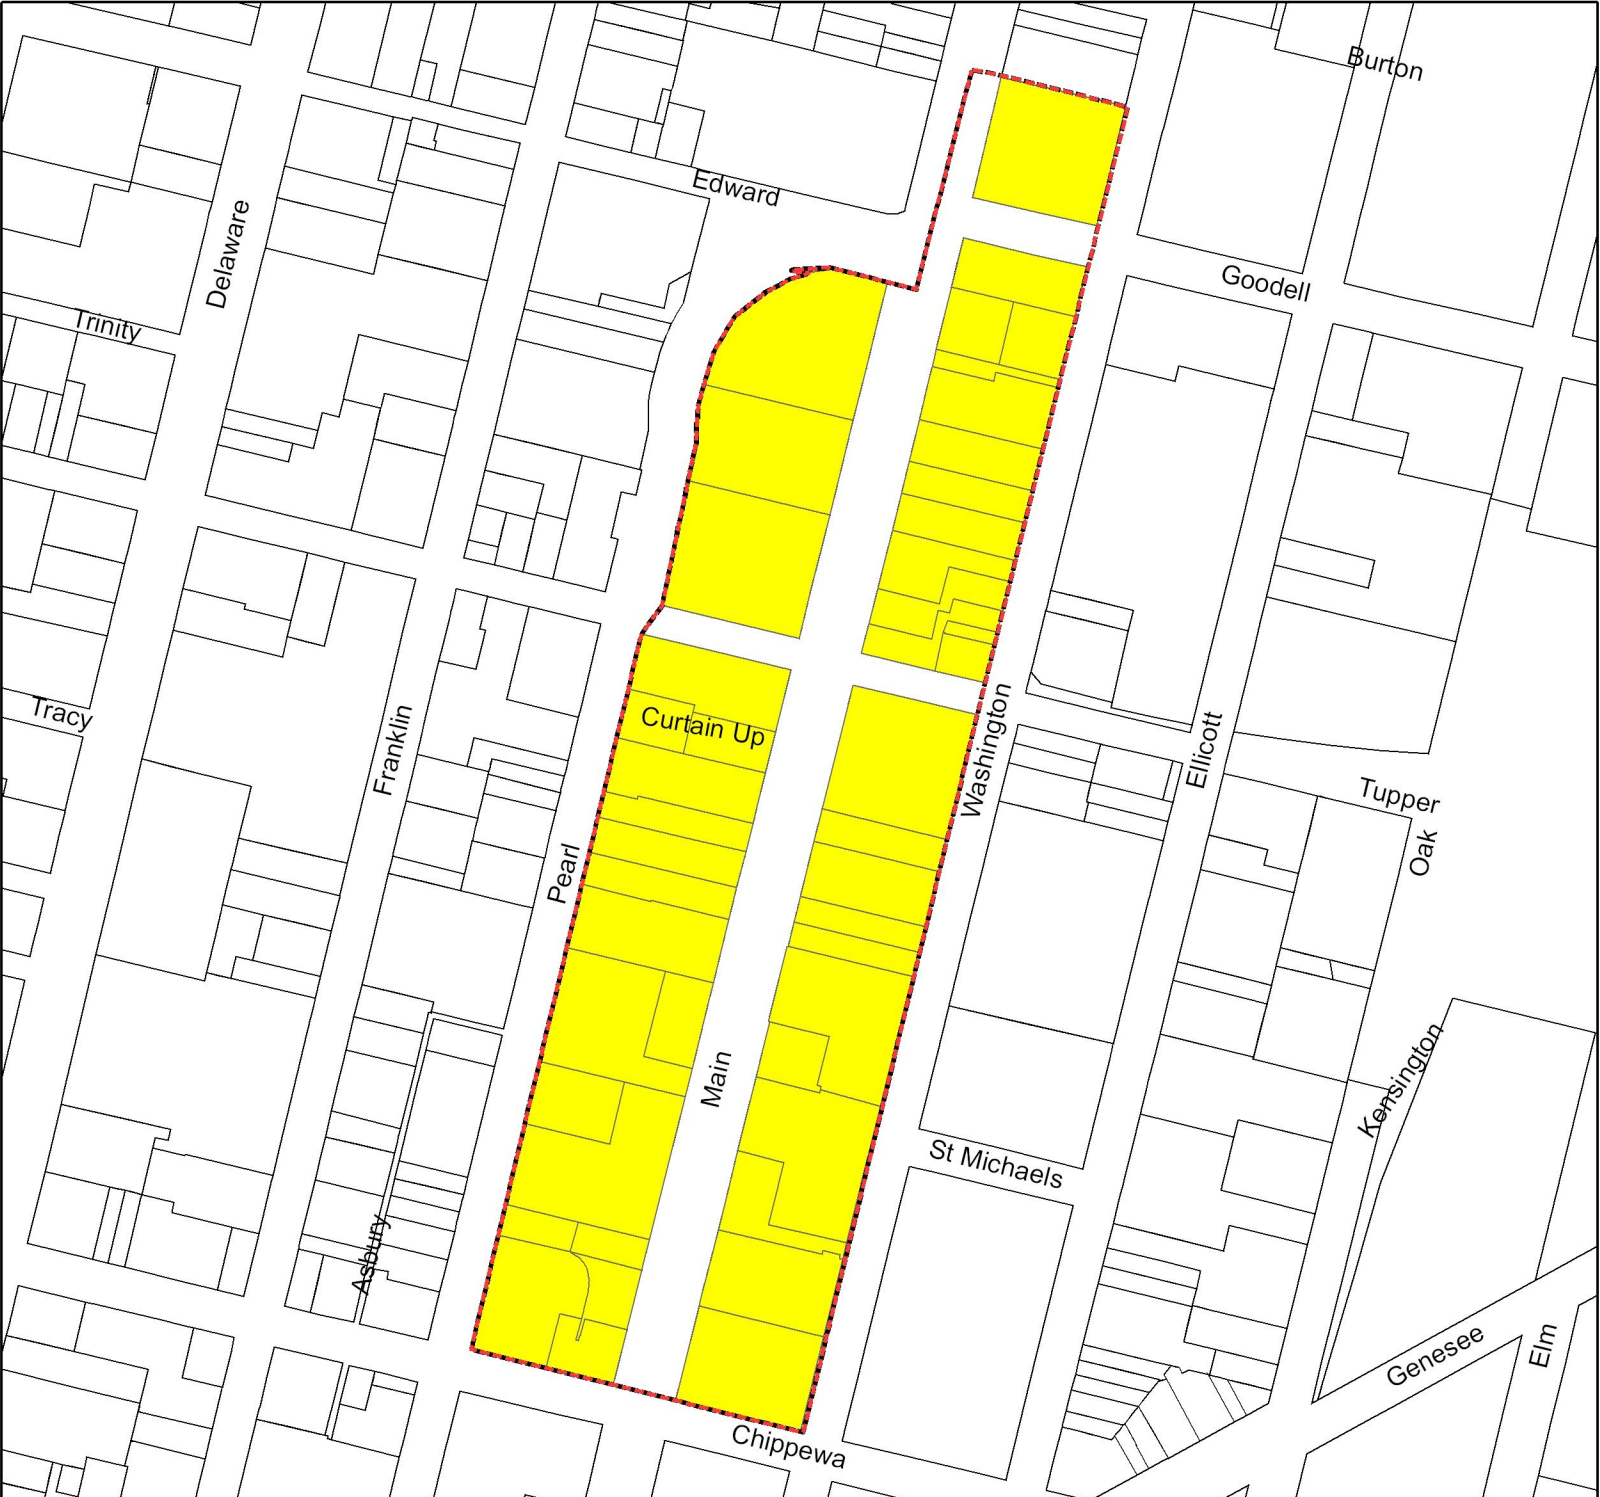 Burton
Edward
Delaware
Goodell
Trinity
Tracy
Franklin
Curtain Up
Washington
Ellicott
Tupper
Oak
Pearl
Main
Kensington
St Michaels
Asbury
Genesee
Elm
Chippewa